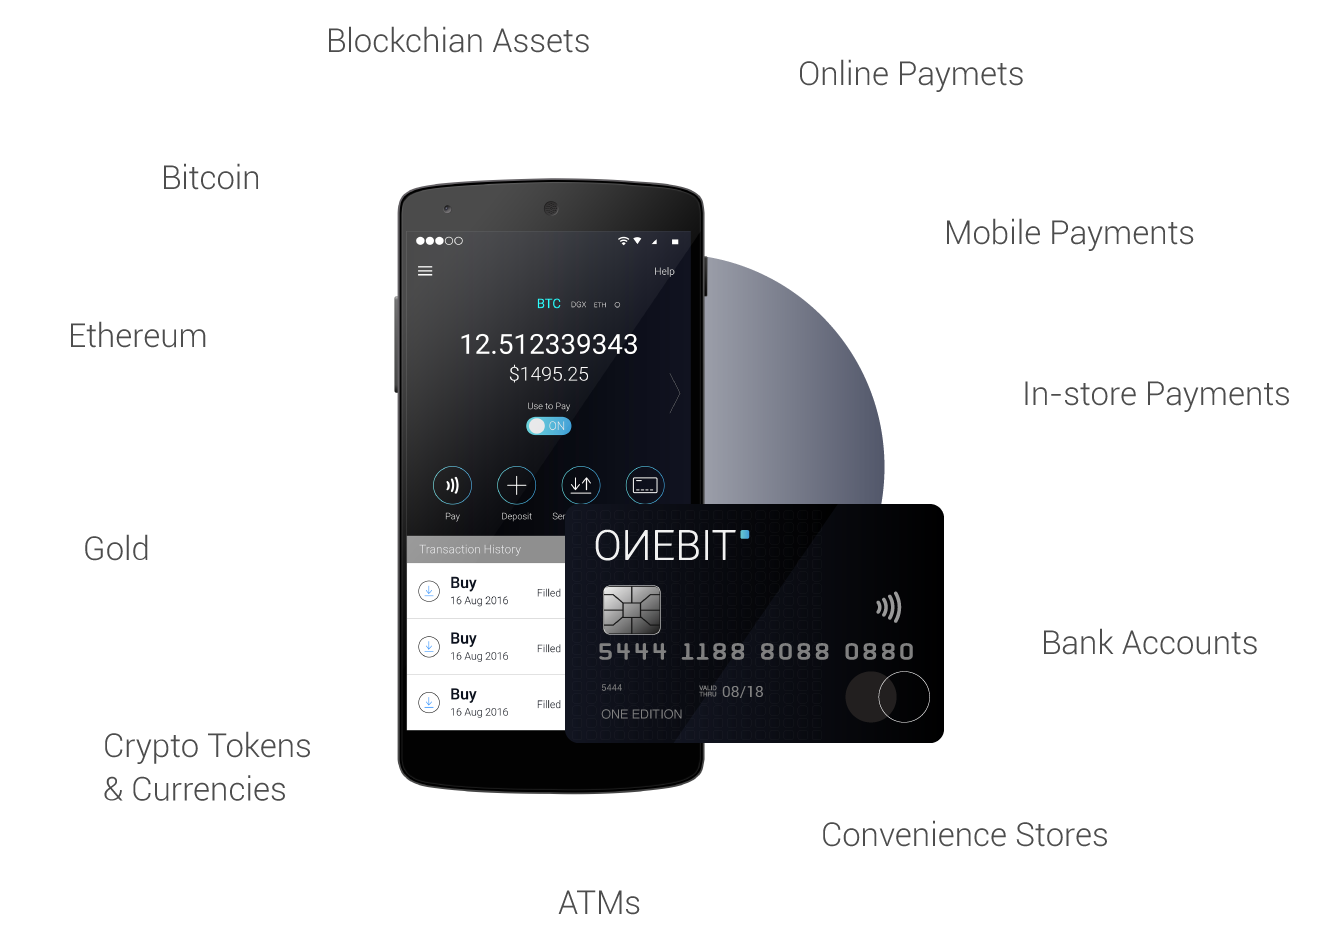 Blockchian Assets
Online Paymets
Bitcoin
Mobile Payments
Ethereum
In-store Payments
Gold
Bank Accounts
Crypto Tokens
& Currencies
Convenience Stores
ATMs
Help
BTC DGX ETH
12.512339343
$1495.25
Use to Pay
ON
Pay Deposit
Transaction History
Buy
16 Aug 2016 Filled
Buy
16 Aug 2016 Filled
Buy
16 Aug 2016 Filled
ONEBIT
5444 1188 8088 0880
5444 VALID THRU 08/18
ONE EDITION